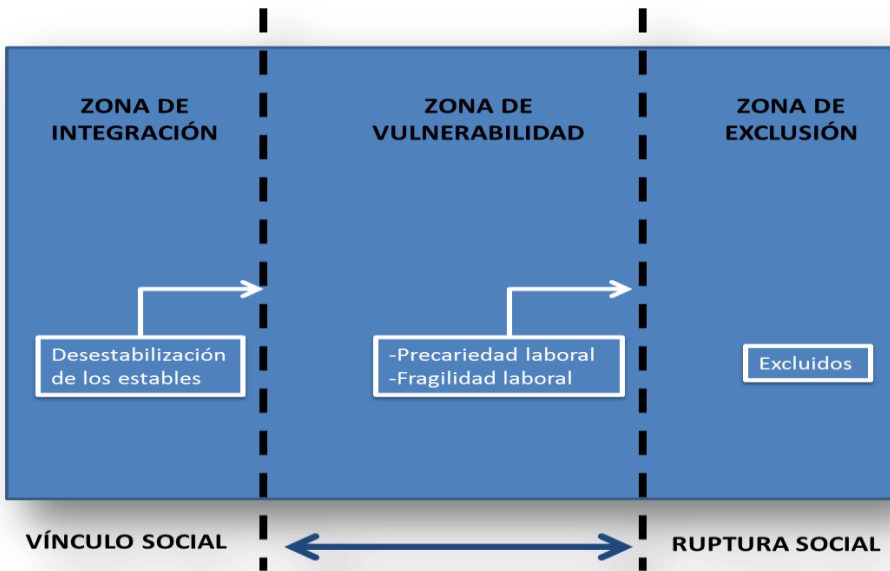 ZONA DE
INTEGRACIÓN
ZONA DE
VULNERABILIDAD
ZONA DE
EXCLUSIÓN
Desestabilización
de los estables
-Precariedad laboral
-Fragilidad laboral
Excluidos
VÍNCULO SOCIAL
RUPTURA SOCIAL